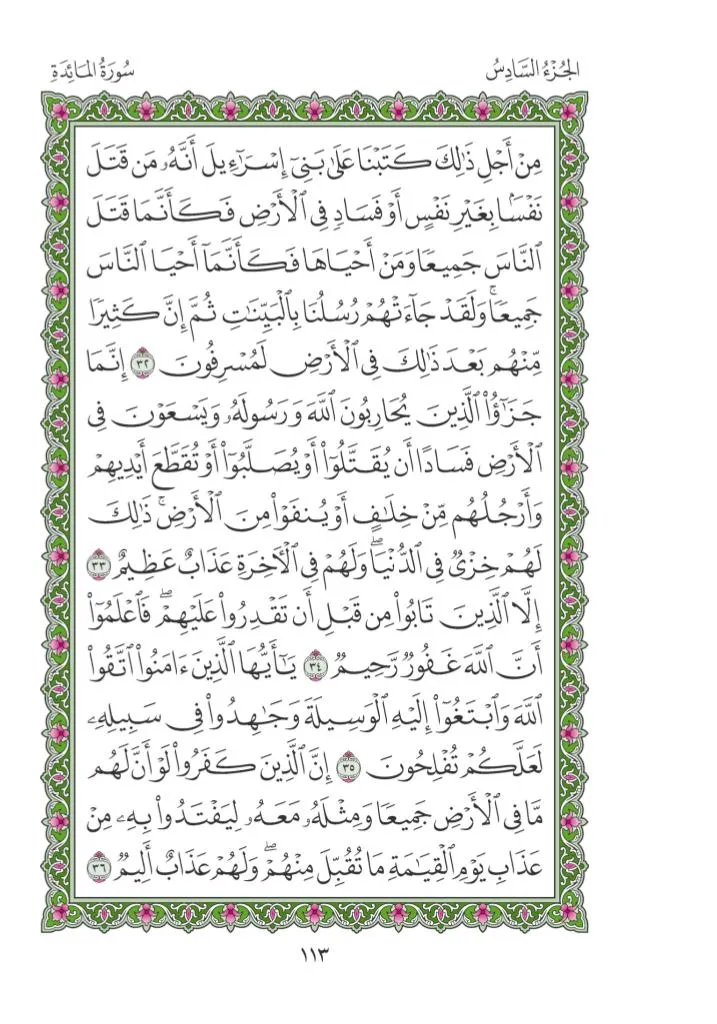 الجُزْءُ السَّادِسُ
سُورَةُ المَائِدَةِ
مِنْ أَجْلِ ذَٰلِكَ كَتَبْنَا عَلَىٰ بَنِىٓ إِسْرَٰٓءِيلَ أَنَّهُۥ مَن قَتَلَ
نَفْسًۢا بِغَيْرِ نَفْسٍ أَوْ فَسَادٍ فِى ٱلْأَرْضِ فَكَأَنَّمَا قَتَلَ
ٱلنَّاسَ جَمِيعًا وَمَنْ أَحْيَاهَا فَكَأَنَّمَآ أَحْيَا ٱلنَّاسَ
جَمِيعًا ۚ وَلَقَدْ جَآءَتْهُمْ رُسُلُنَا بِٱلْبَيِّنَٰتِ ثُمَّ إِنَّ كَثِيرًا
مِّنْهُم بَعْدَ ذَٰلِكَ فِى ٱلْأَرْضِ لَمُسْرِفُونَ ٣٢ إِنَّمَا
جَزَٰٓؤُا۟ ٱلَّذِينَ يُحَارِبُونَ ٱللَّهَ وَرَسُولَهُۥ وَيَسْعَوْنَ فِى
ٱلْأَرْضِ فَسَادًا أَن يُقَتَّلُوٓا۟ أَوْ يُصَلَّبُوٓا۟ أَوْ تُقَطَّعَ أَيْدِيهِمْ
وَأَرْجُلُهُم مِّنْ خِلَٰفٍ أَوْ يُنفَوْا۟ مِنَ ٱلْأَرْضِ ۚ ذَٰلِكَ
لَهُمْ خِزْىٌ فِى ٱلدُّنْيَا ۖ وَلَهُمْ فِى ٱلْءَاخِرَةِ عَذَابٌ عَظِيمٌ ٣٣
إِلَّا ٱلَّذِينَ تَابُوا۟ مِن قَبْلِ أَن تَقْدِرُوا۟ عَلَيْهِمْ ۖ فَٱعْلَمُوٓا۟
أَنَّ ٱللَّهَ غَفُورٌ رَّحِيمٌ ٣٤ يَٰٓأَيُّهَا ٱلَّذِينَ ءَامَنُوا۟ ٱتَّقُوا۟
ٱللَّهَ وَٱبْتَغُوٓا۟ إِلَيْهِ ٱلْوَسِيلَةَ وَجَٰهِدُوا۟ فِى سَبِيلِهِۦ
لَعَلَّكُمْ تُفْلِحُونَ ٣٥ إِنَّ ٱلَّذِينَ كَفَرُوا۟ لَوْ أَنَّ لَهُم
مَّا فِى ٱلْأَرْضِ جَمِيعًا وَمِثْلَهُۥ مَعَهُۥ لِيَفْتَدُوا۟ بِهِۦ مِنْ
عَذَابِ يَوْمِ ٱلْقِيَٰمَةِ مَا تُقُبِّلَ مِنْهُمْ ۖ وَلَهُمْ عَذَابٌ أَلِيمٌ ٣٦
١١٣